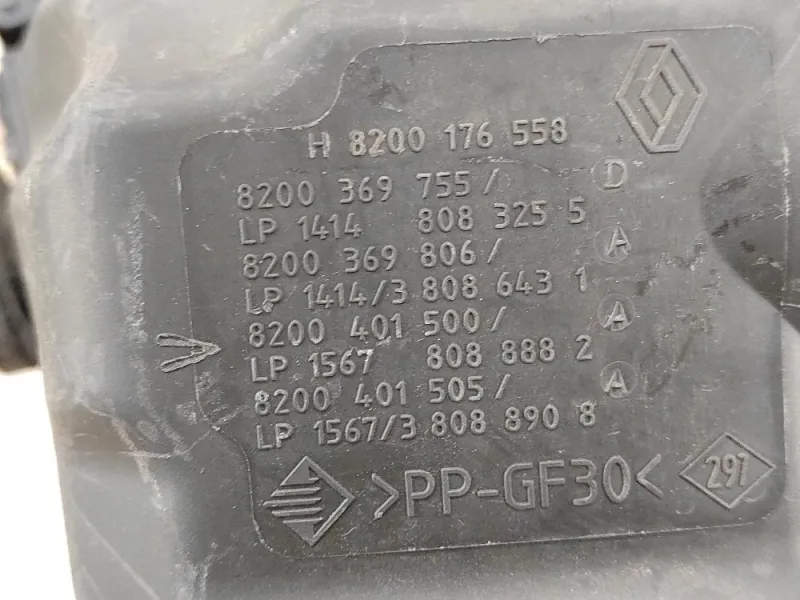 H 8200 176 558
8200 369 755/ D
LP 1414 808 325 5
8200 369 806/ A
LP 1414/3 808 643 1
8200 401 500/ A
LP 1567 808 888 2
8200 401 505/ A
LP 1567/3 808 890 8
>PP-GF30< 297